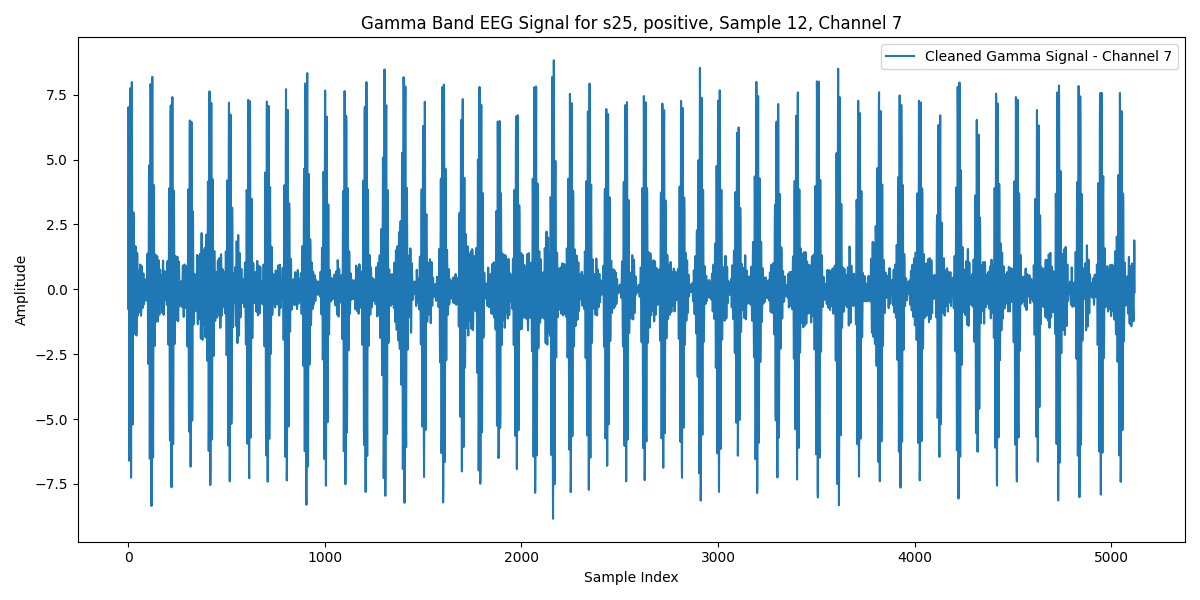 Gamma Band EEG Signal for s25, positive, Sample 12, Channel 7
Cleaned Gamma Signal - Channel 7
Amplitude
7.5
5.0
2.5
0.0
−2.5
−5.0
−7.5
0 1000 2000 3000 4000 5000
Sample Index